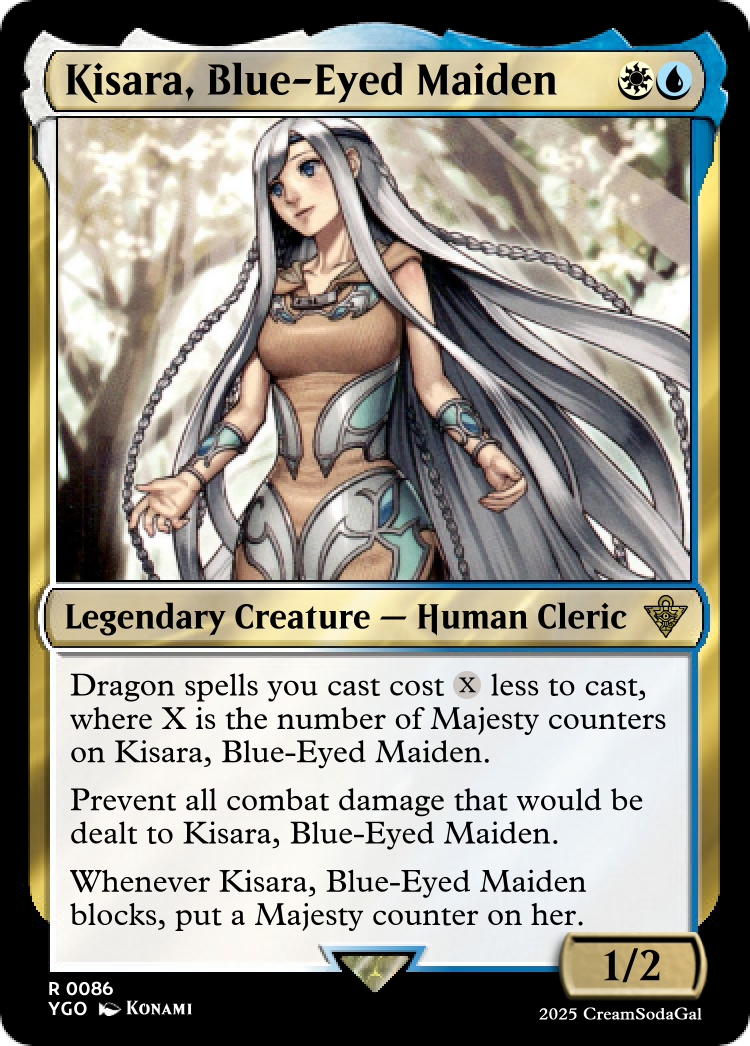 Kisara, Blue-Eyed Maiden
Legendary Creature — Human Cleric
Dragon spells you cast cost X less to cast,
where X is the number of Majesty counters
on Kisara, Blue-Eyed Maiden.
Prevent all combat damage that would be
dealt to Kisara, Blue-Eyed Maiden.
Whenever Kisara, Blue-Eyed Maiden
blocks, put a Majesty counter on her.
1/2
R 0086
YGO KONAMI
2025 CreamSodaGal